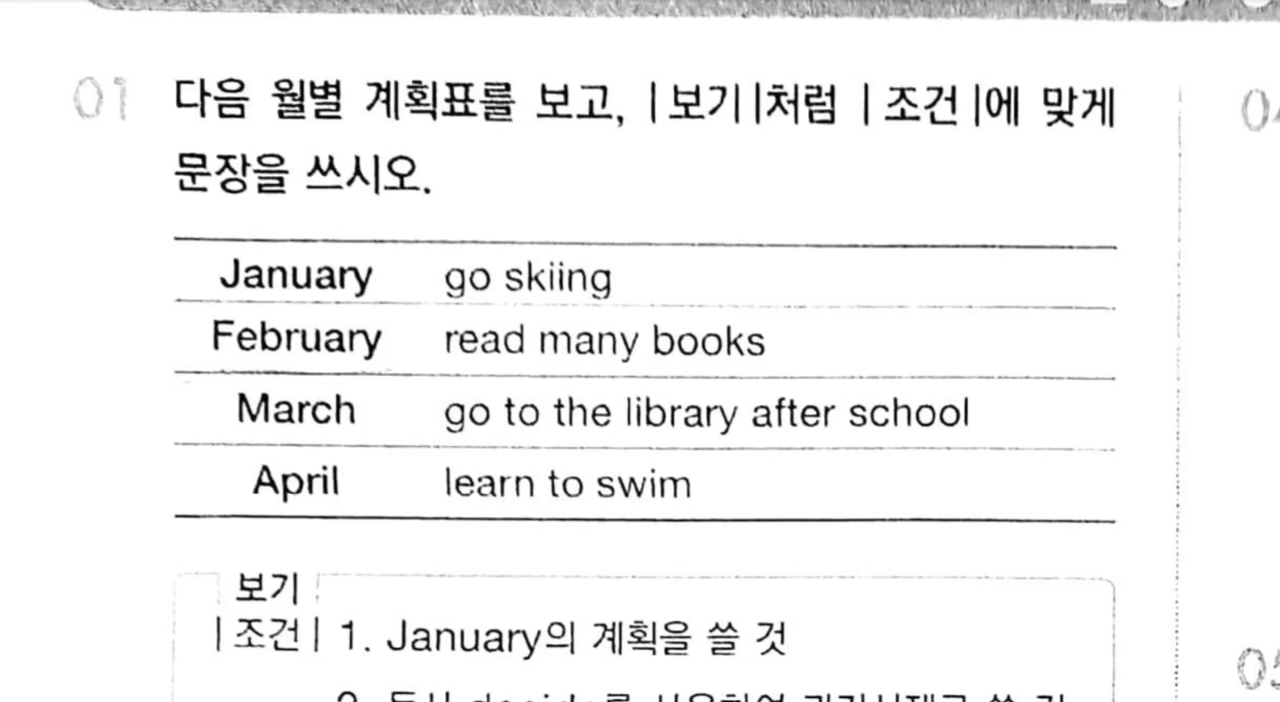 01 다음 월별 계획표를 보고, |보기|처럼 |조건|에 맞게
문장을 쓰시오.
January go skiing
February read many books
March go to the library after school
April learn to swim
보기
|조건| 1. January의 계획을 쓸 것